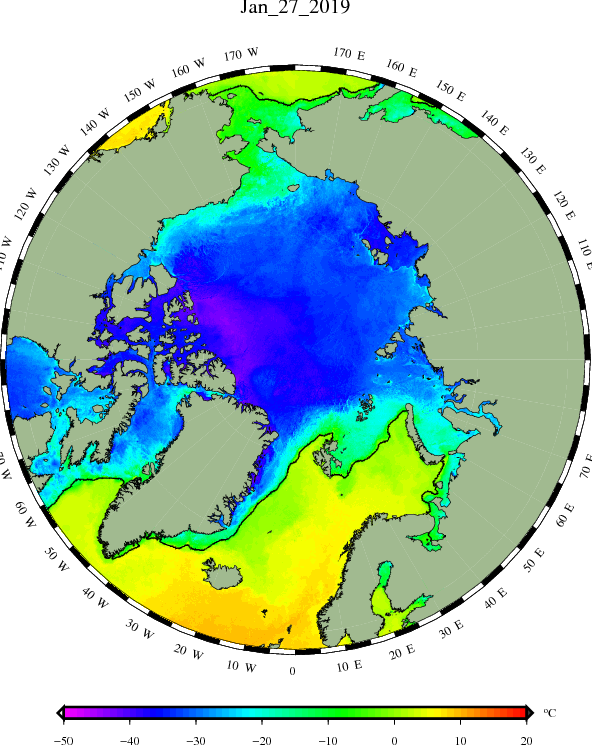 Jan_27_2019
170 W
170 E
160 W
160 E
150 W
150 E
140 W
140 E
130 W
130 E
120 W
120 E
110 E
60 W
70 E
50 W
60 E
40 W
50 E
30 W
40 E
20 W
30 E
10 W
20 E
0
10 E
°C
−50 −40 −30 −20 −10 0 10 20